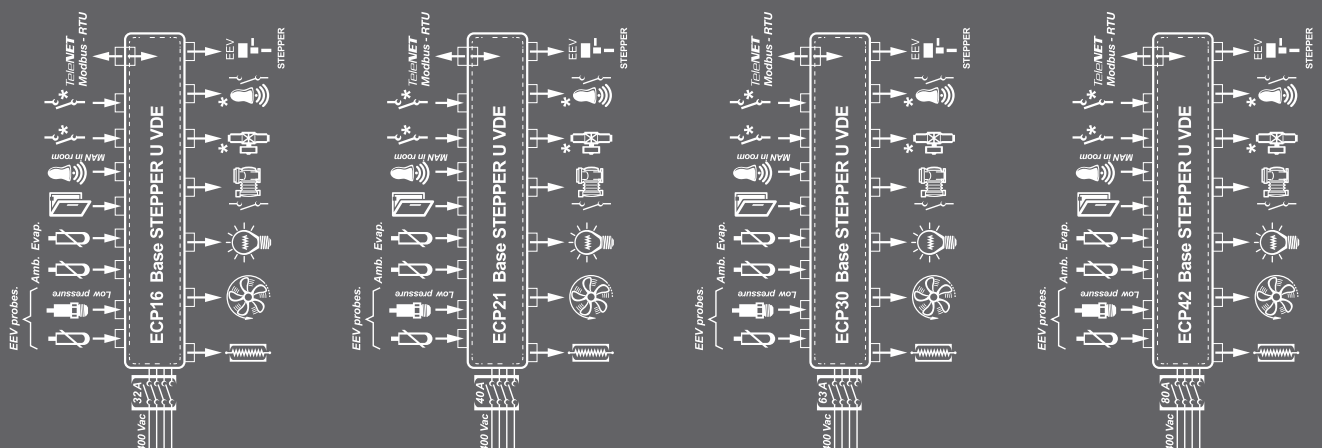 TeleNET
Modbus - RTU
MAN in room
Amb. Evap.
EEV probes.
Low pressure
ECP16 Base STEPPER U VDE
EEV
STEPPER
32 A
400 Vac
TeleNET
Modbus - RTU
MAN in room
Amb. Evap.
EEV probes.
Low pressure
ECP21 Base STEPPER U VDE
EEV
STEPPER
40 A
400 Vac
TeleNET
Modbus - RTU
MAN in room
Amb. Evap.
EEV probes.
Low pressure
ECP30 Base STEPPER U VDE
EEV
STEPPER
63 A
400 Vac
TeleNET
Modbus - RTU
MAN in room
Amb. Evap.
EEV probes.
Low pressure
ECP42 Base STEPPER U VDE
EEV
STEPPER
80 A
400 Vac